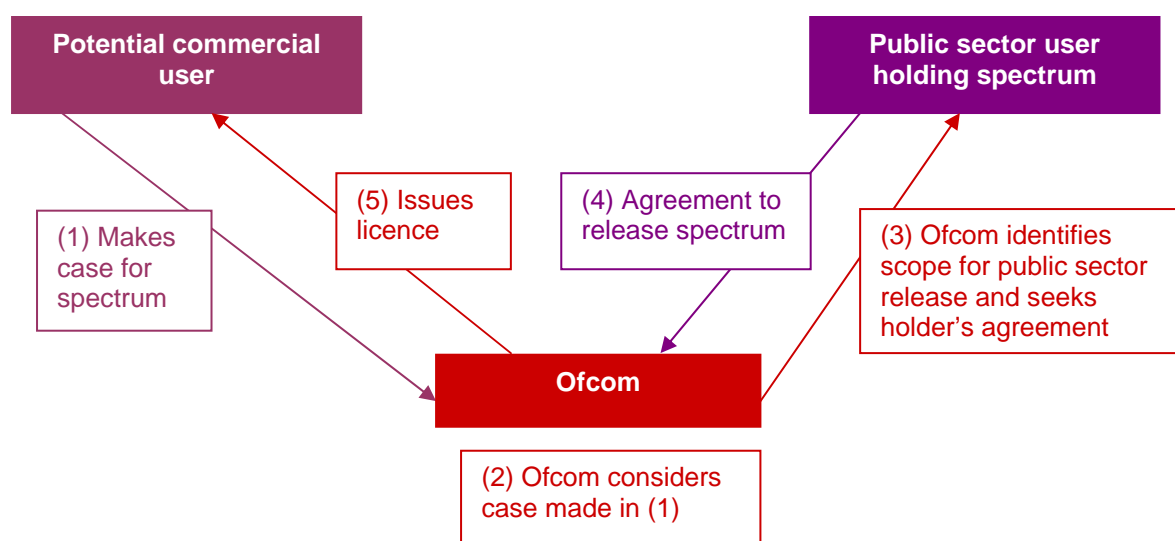 Potential commercial
user
Public sector user
holding spectrum
(5) Issues
licence
(4) Agreement to
release spectrum
(1) Makes
case for
spectrum
(3) Ofcom identifies
scope for public sector
release and seeks
holder’s agreement
Ofcom
(2) Ofcom considers
case made in (1)